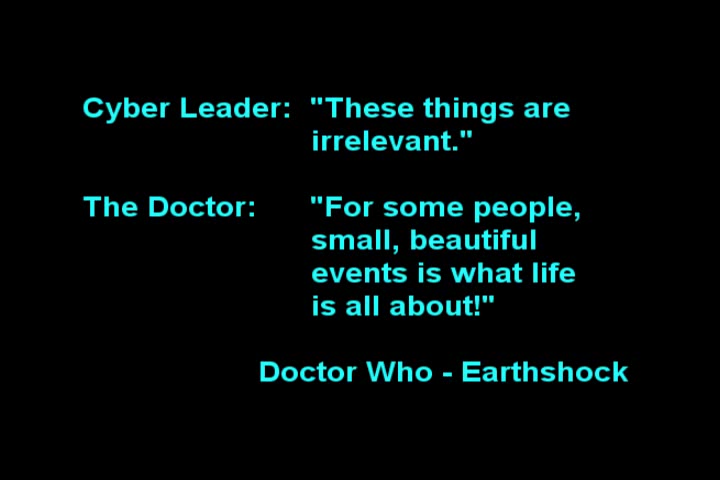 Cyber Leader: "These things are
irrelevant."
The Doctor: "For some people,
small, beautiful
events is what life
is all about!"
Doctor Who - Earthshock